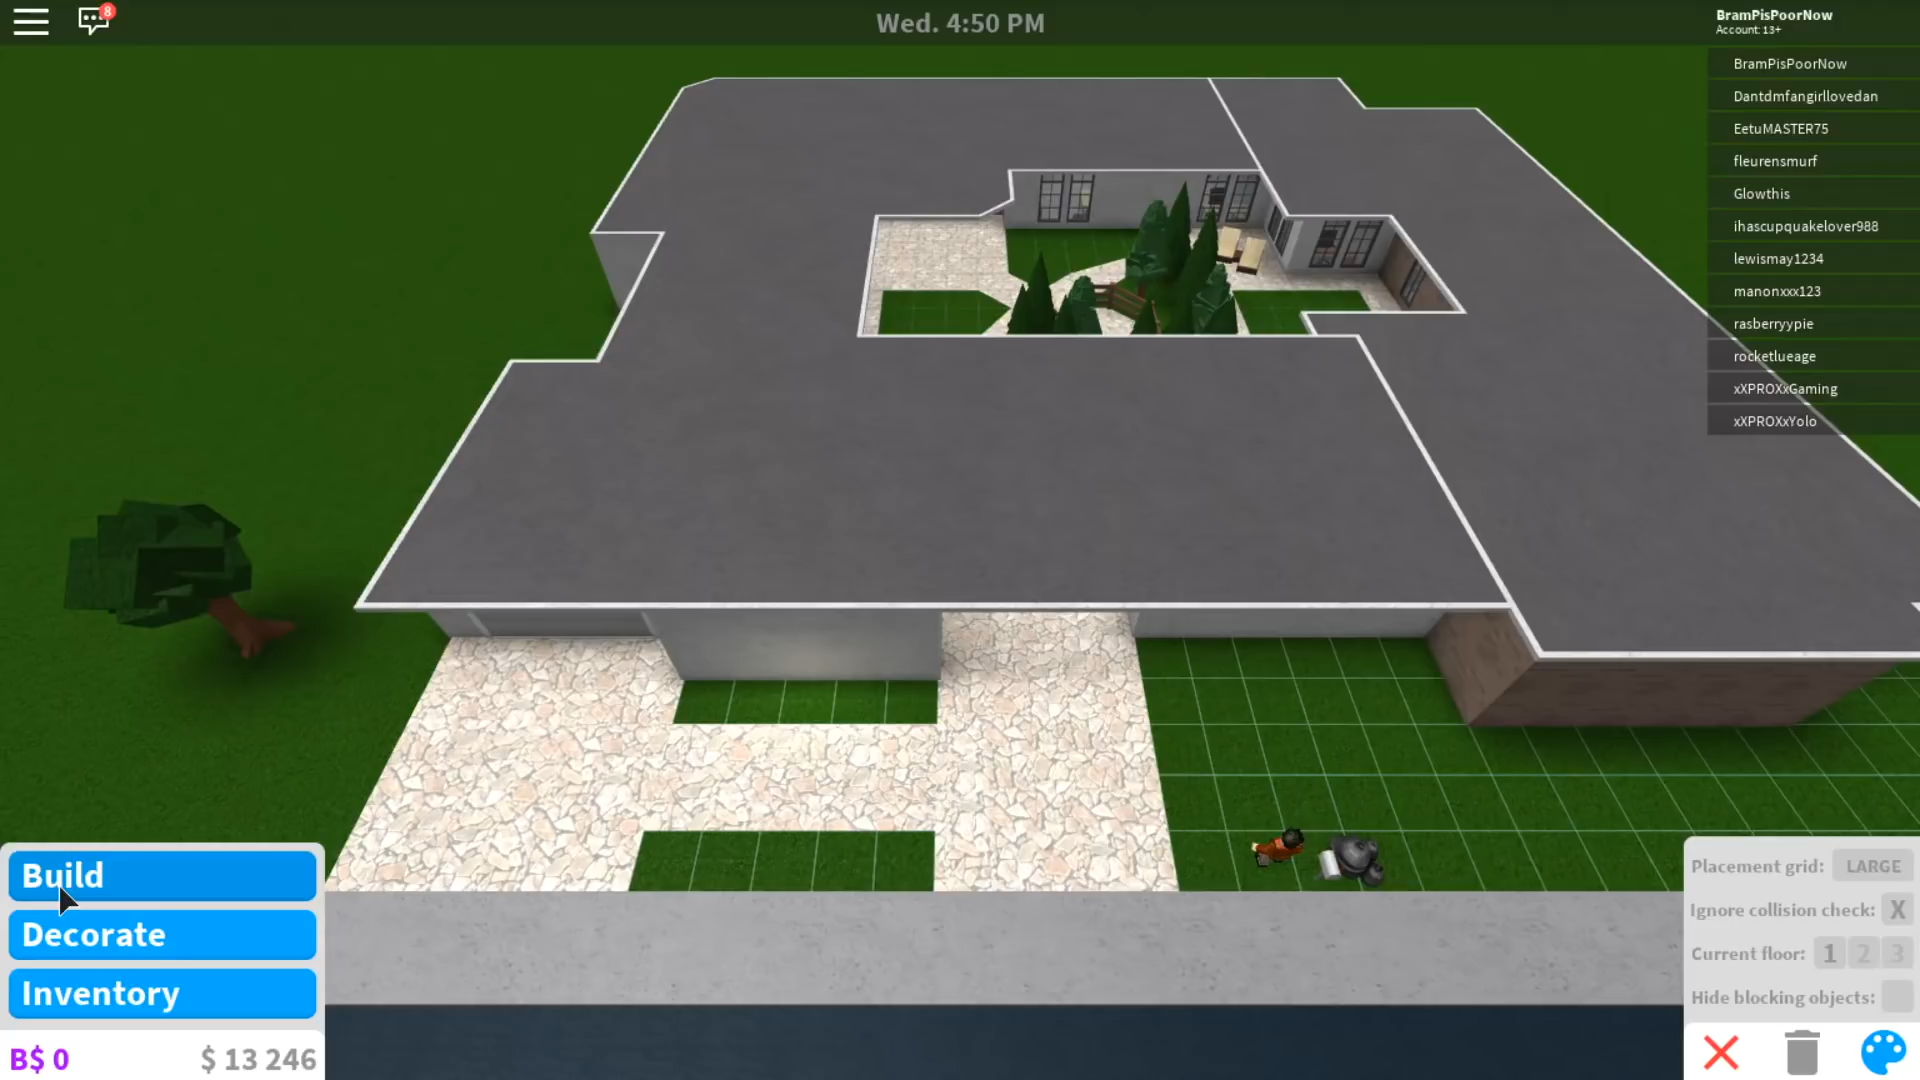 8
Wed. 4:50 PM
BramPisPoorNow
Account: 13+
BramPisPoorNow
Dantdmfangirllovedan
EetuMASTER75
fleurensmurf
Glowthis
ihascupquakelover988
lewismay1234
manonxxx123
rasberryypie
rocketlueage
xXPROXxGaming
xXPROXxYolo
Build
Decorate
Inventory
B$ 0 $ 13 246
Placement grid: LARGE
Ignore collision check: X
Current floor: 1 2 3
Hide blocking objects: